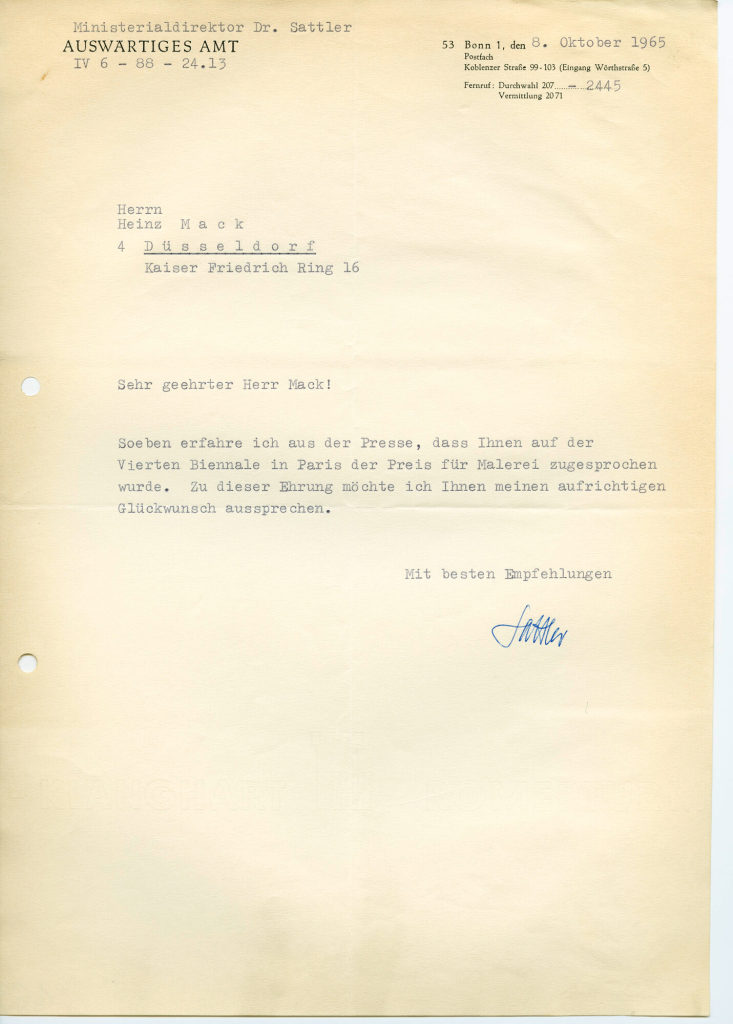 Ministerialdirektor Dr. Sattler
AUSWÄRTIGES AMT
IV 6 - 88 - 24.13
53 Bonn 1, den 8. Oktober 1965
Postfach
Koblenzer Straße 99-103 (Eingang Wörthstraße 5)
Fernruf: Durchwahl 207......-...2445
Vermittlung 2071
Herrn
Heinz M a c k
4 D ü s s e l d o r f
Kaiser Friedrich Ring 16
Sehr geehrter Herr Mack!
Soeben erfahre ich aus der Presse, dass Ihnen auf der
Vierten Biennale in Paris der Preis für Malerei zugesprochen
wurde. Zu dieser Ehrung möchte ich Ihnen meinen aufrichtigen
Glückwunsch aussprechen.
Mit besten Empfehlungen
Sattler